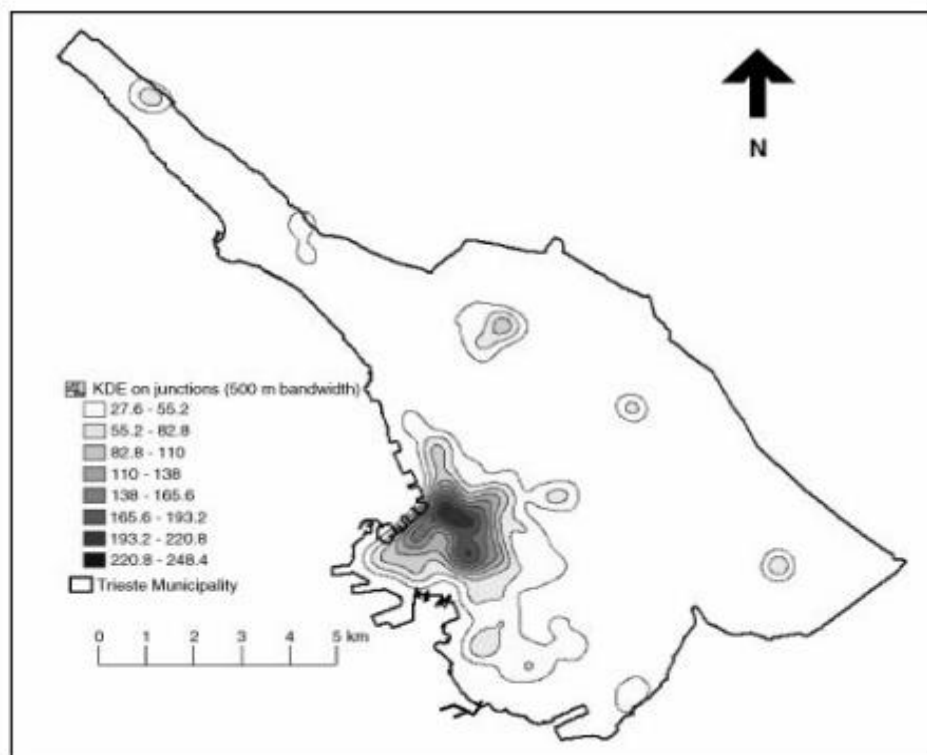 N
KDE on junctions (500 m bandwidth)
27.6 - 55.2
55.2 - 82.8
82.8 - 110
110 - 138
138 - 165.6
165.6 - 193.2
193.2 - 220.8
220.8 - 248.4
Trieste Municipality
0 1 2 3 4 5 km